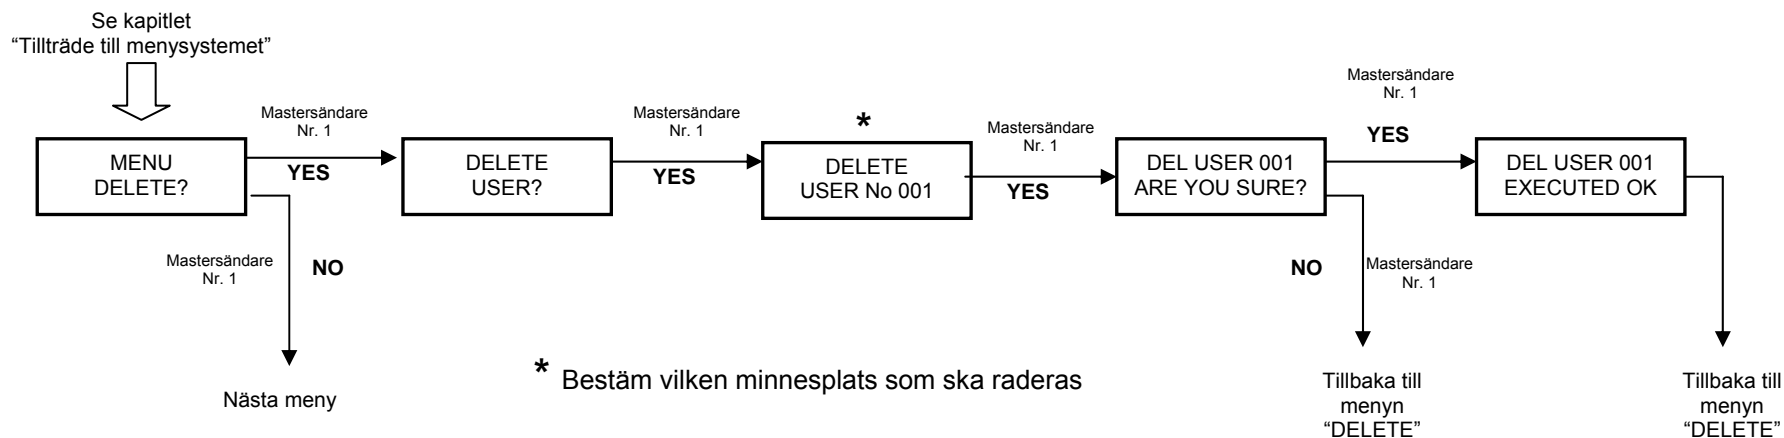 Se kapitlet
“Tillträde till menysystemet”
MENU
DELETE?
Mastersändare
Nr. 1
YES
Mastersändare
Nr. 1
NO
Nästa meny
DELETE
USER?
Mastersändare
Nr. 1
YES
*
DELETE
USER No 001
Mastersändare
Nr. 1
YES
DEL USER 001
ARE YOU SURE?
Mastersändare
Nr. 1
YES
NO
Mastersändare
Nr. 1
Tillbaka till
menyn
“DELETE”
DEL USER 001
EXECUTED OK
Tillbaka till
menyn
“DELETE”
* Bestäm vilken minnesplats som ska raderas